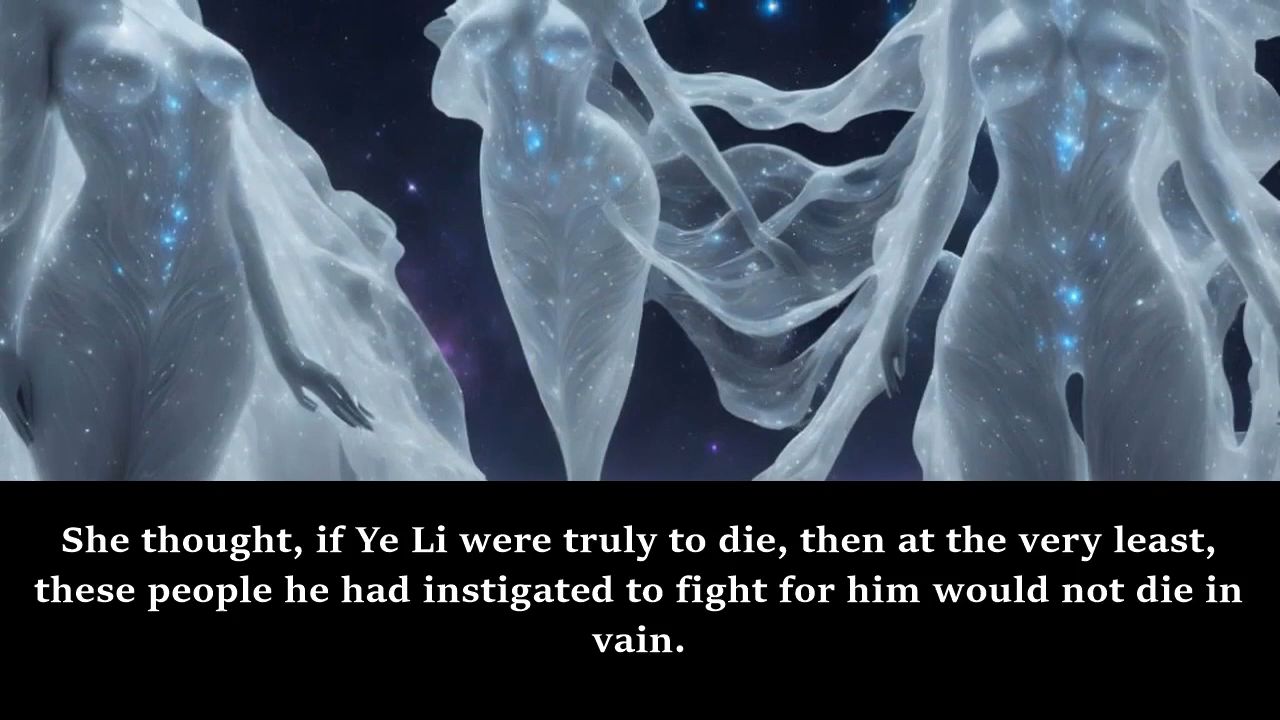 She thought, if Ye Li were truly to die, then at the very least,
these people he had instigated to fight for him would not die in
vain.